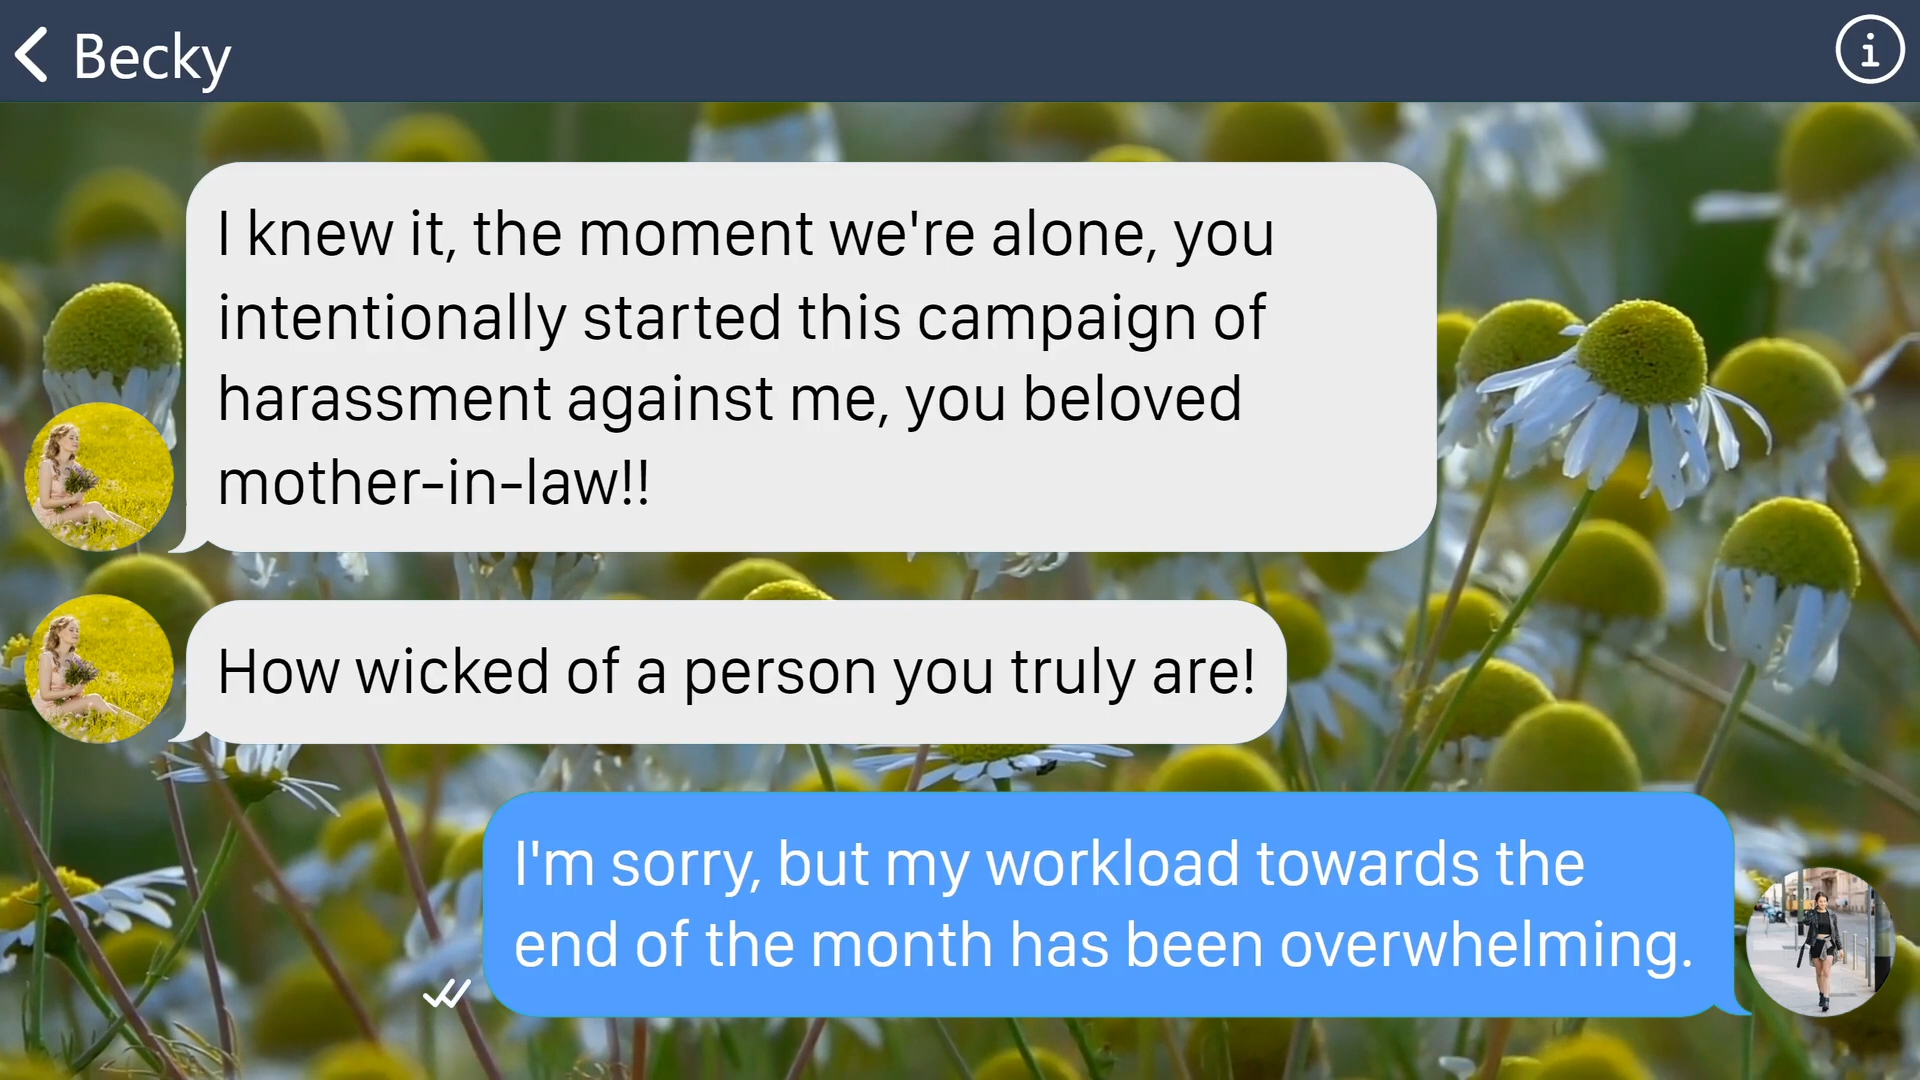 Becky
I knew it, the moment we're alone, you
intentionally started this campaign of
harassment against me, you beloved
mother-in-law!!
How wicked of a person you truly are!
I'm sorry, but my workload towards the
end of the month has been overwhelming.